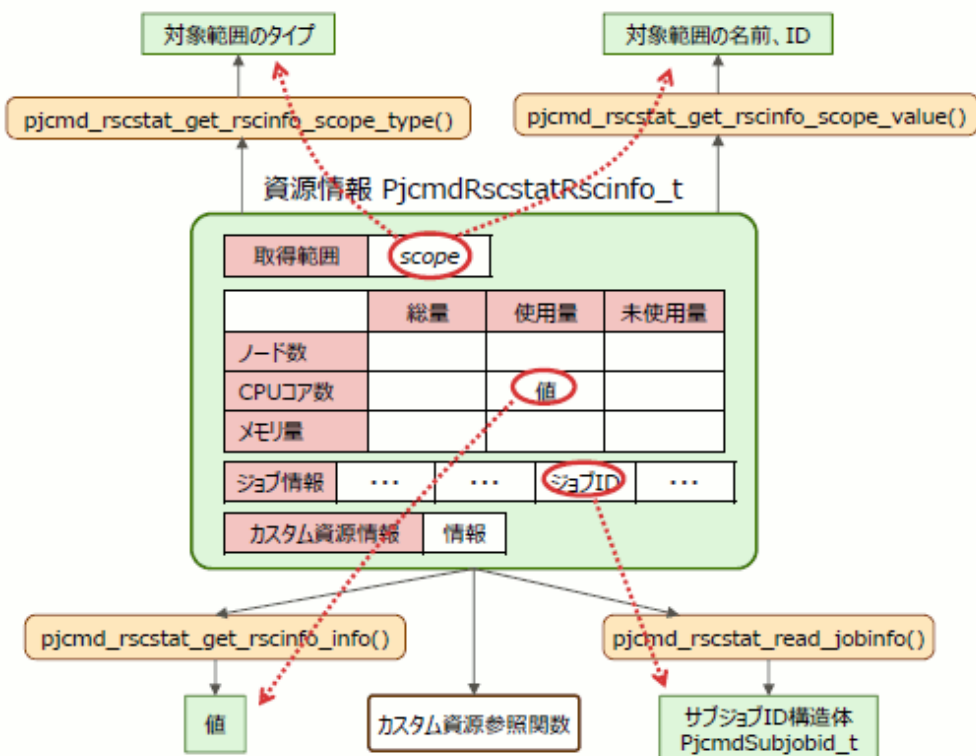 対象範囲のタイプ
対象範囲の名前、ID
pjcmd_rscstat_get_rscinfo_scope_type()
pjcmd_rscstat_get_rscinfo_scope_value()
資源情報 PjcmdRscstatRscinfo_t
取得範囲 scope
総量 使用量 未使用量
ノード数
CPUコア数 値
メモリ量
ジョブ情報 ··· ··· ジョブID ···
カスタム資源情報 情報
pjcmd_rscstat_get_rscinfo_info()
pjcmd_rscstat_read_jobinfo()
値
カスタム資源参照関数
サブジョブID構造体
PjcmdSubjobid_t